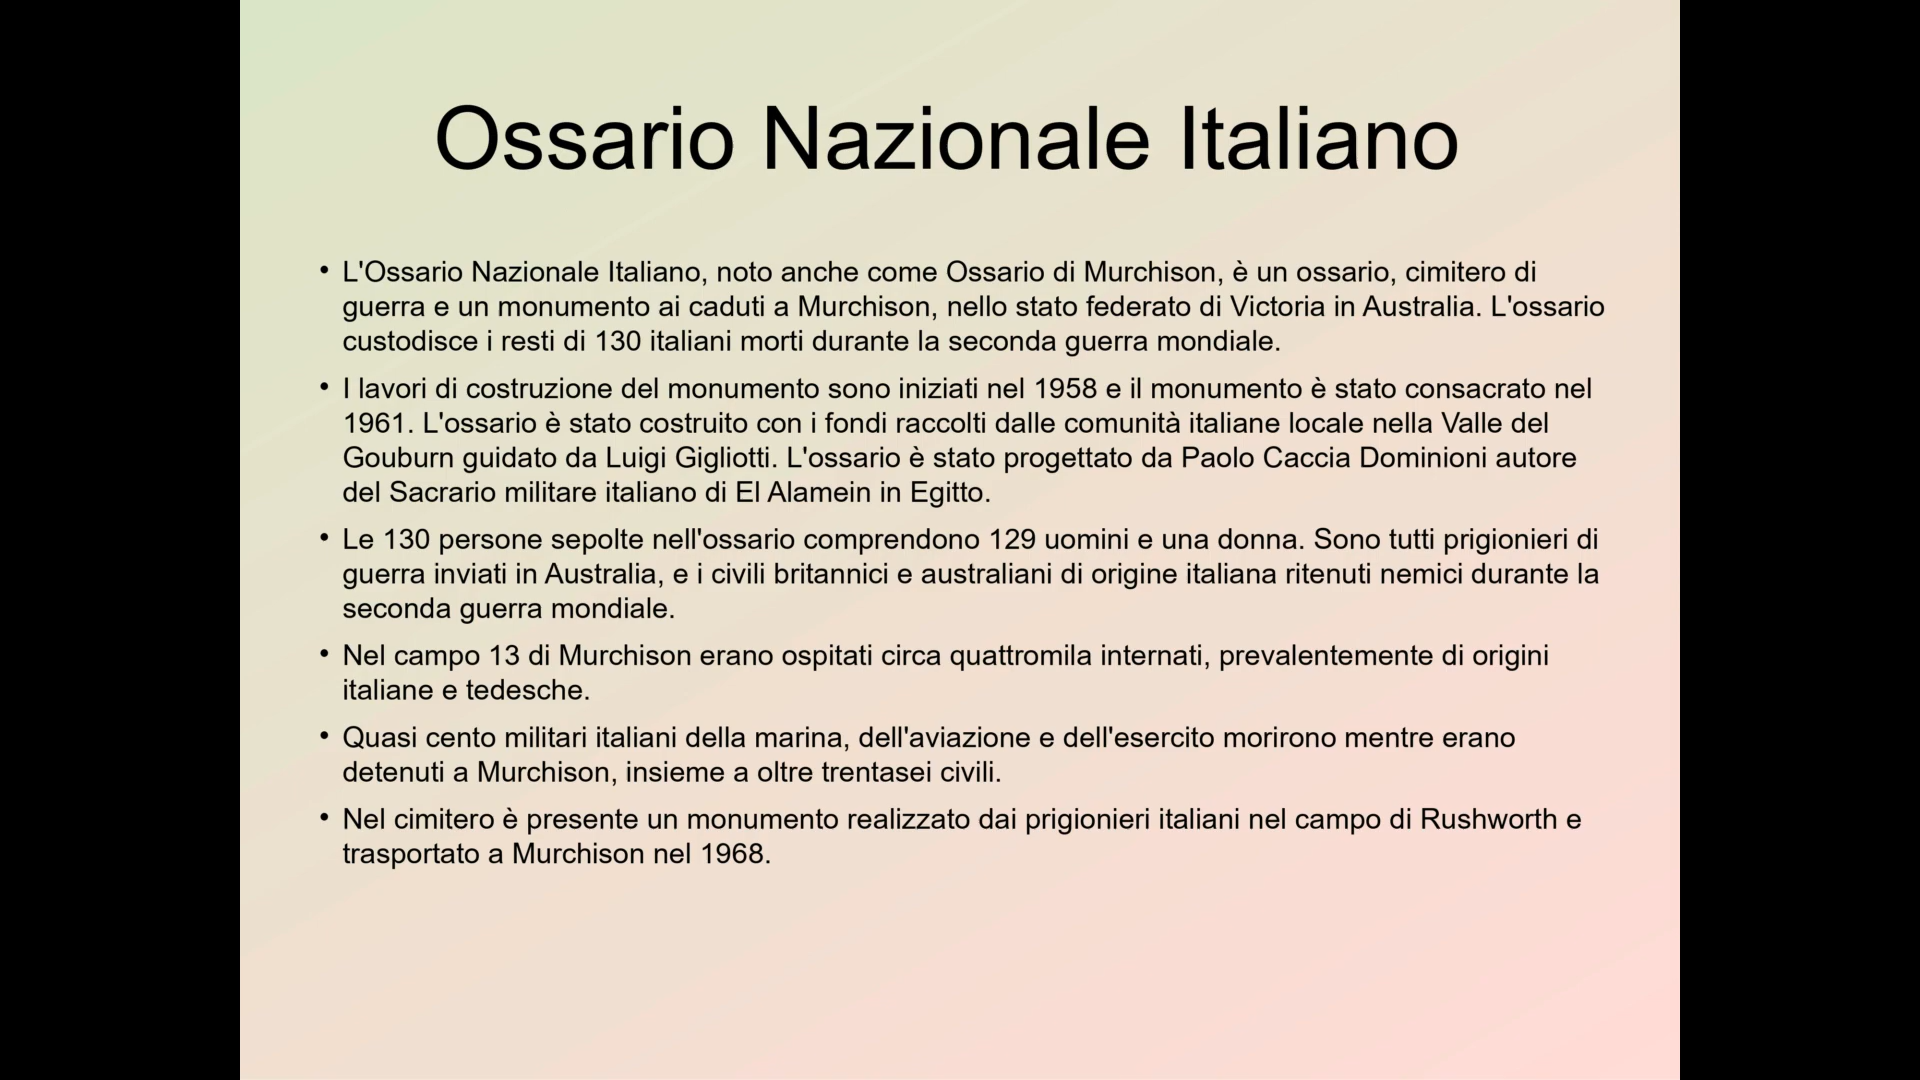 Ossario Nazionale Italiano
• L'Ossario Nazionale Italiano, noto anche come Ossario di Murchison, è un ossario, cimitero di
guerra e un monumento ai caduti a Murchison, nello stato federato di Victoria in Australia. L'ossario
custodisce i resti di 130 italiani morti durante la seconda guerra mondiale.
• I lavori di costruzione del monumento sono iniziati nel 1958 e il monumento è stato consacrato nel
1961. L'ossario è stato costruito con i fondi raccolti dalle comunità italiane locale nella Valle del
Gouburn guidato da Luigi Gigliotti. L'ossario è stato progettato da Paolo Caccia Dominioni autore
del Sacrario militare italiano di El Alamein in Egitto.
• Le 130 persone sepolte nell'ossario comprendono 129 uomini e una donna. Sono tutti prigionieri di
guerra inviati in Australia, e i civili britannici e australiani di origine italiana ritenuti nemici durante la
seconda guerra mondiale.
• Nel campo 13 di Murchison erano ospitati circa quattromila internati, prevalentemente di origini
italiane e tedesche.
• Quasi cento militari italiani della marina, dell'aviazione e dell'esercito morirono mentre erano
detenuti a Murchison, insieme a oltre trentasei civili.
• Nel cimitero è presente un monumento realizzato dai prigionieri italiani nel campo di Rushworth e
trasportato a Murchison nel 1968.